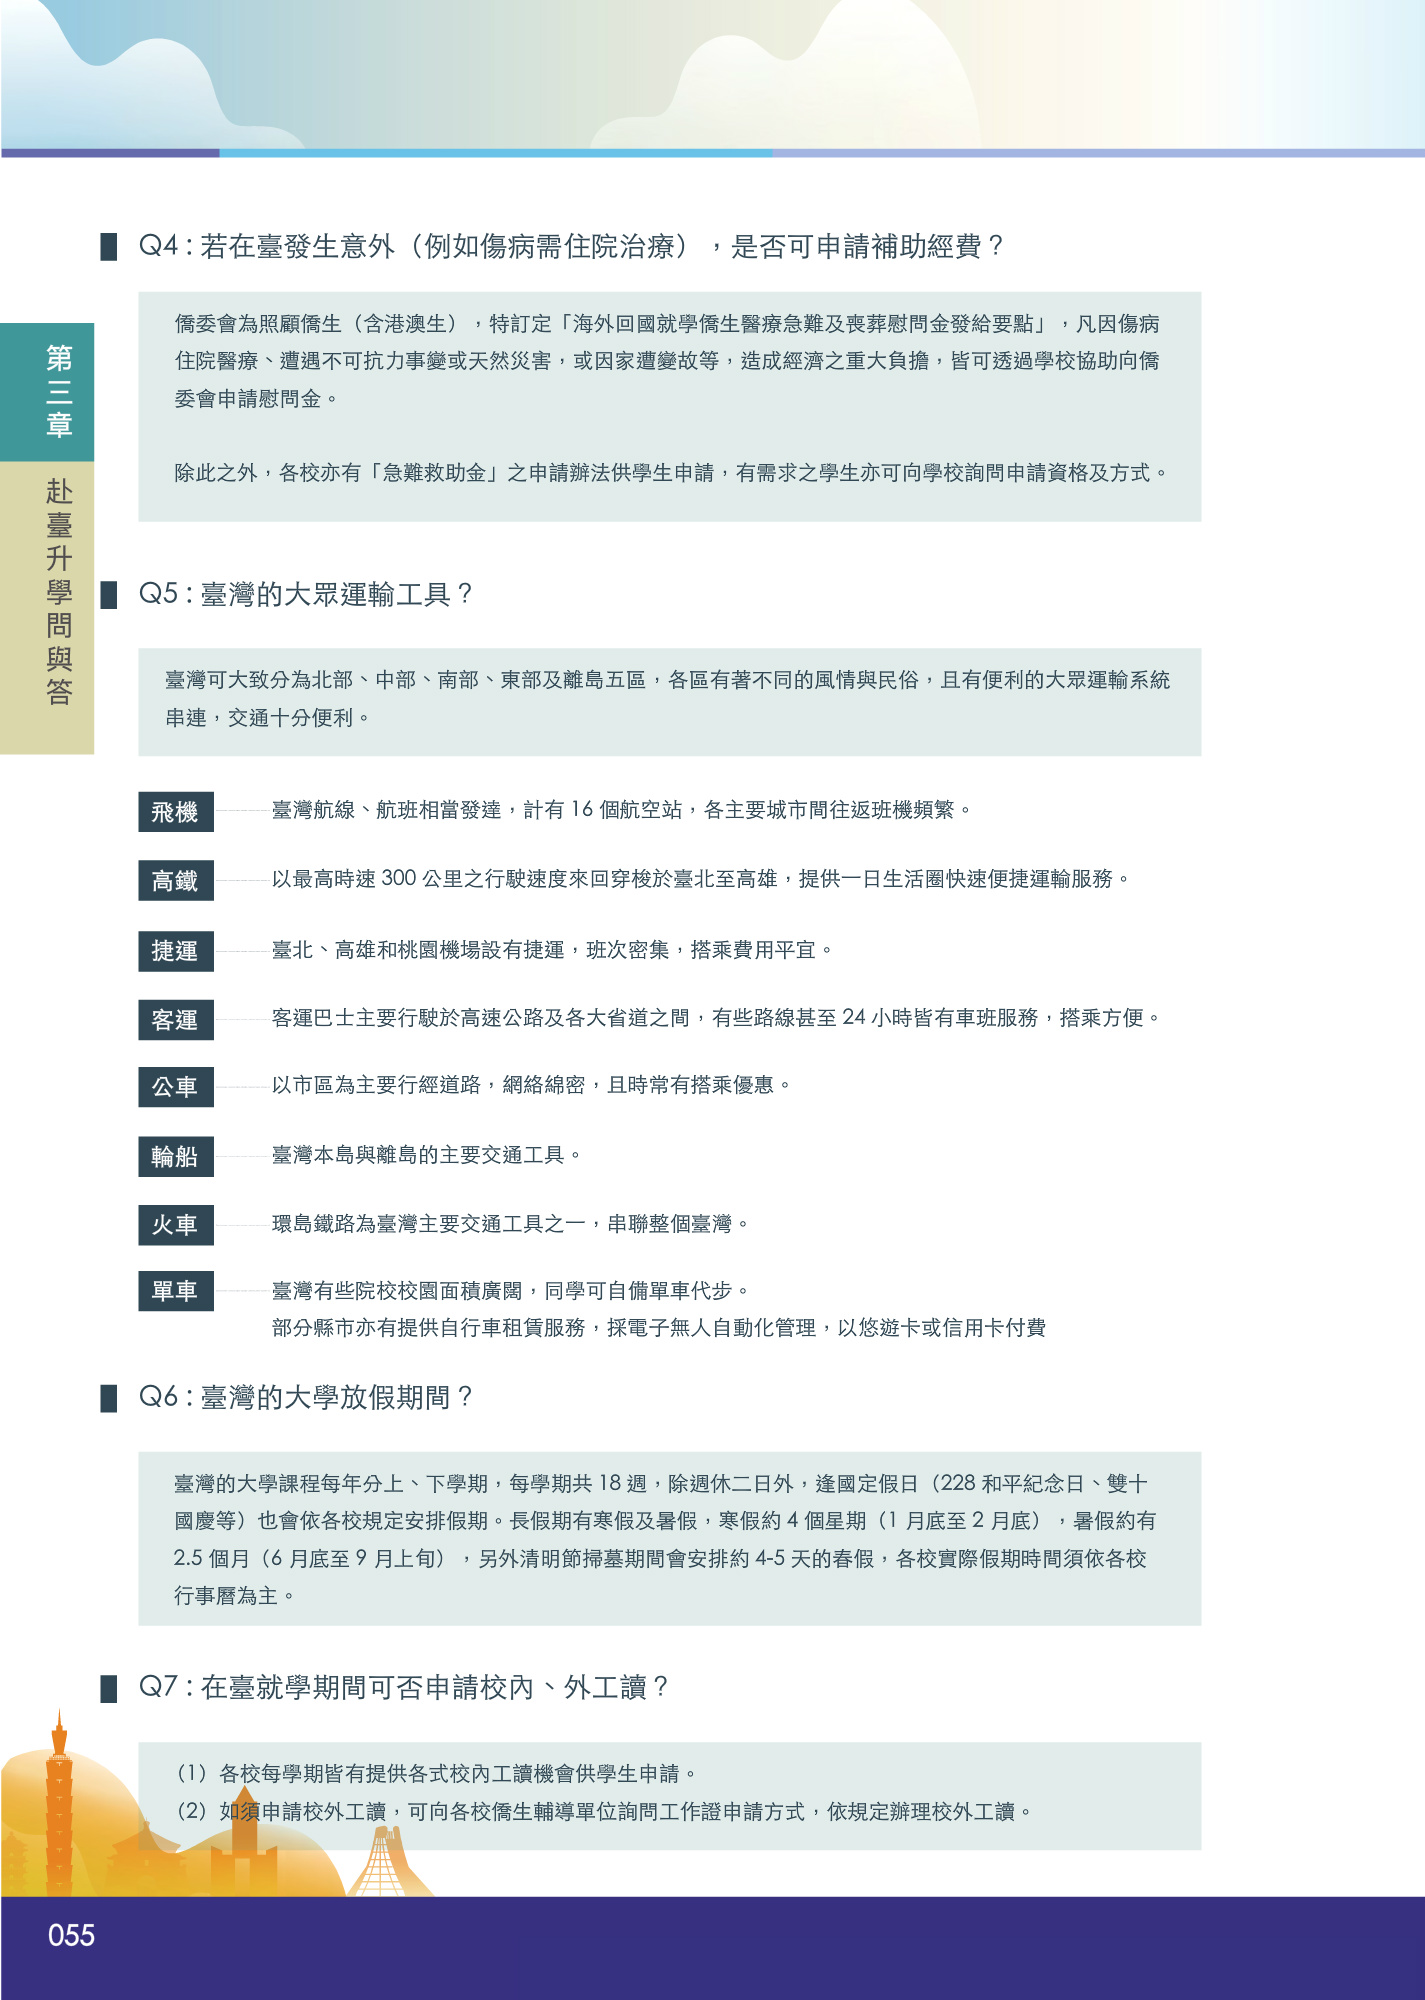 Q4：若在臺發生意外（例如傷病需住院治療），是否可申請補助經費？
僑委會為照顧僑生（含港澳生），特訂定「海外回國就學僑生醫療急難及喪葬慰問金發給要點」，凡因傷病
住院醫療、遭遇不可抗力事變或天然災害，或因家遭變故等，造成經濟之重大負擔，皆可透過學校協助向僑
委會申請慰問金。
除此之外，各校亦有「急難救助金」之申請辦法供學生申請，有需求之學生亦可向學校詢問申請資格及方式。
第三章
赴臺升學問與答
Q5：臺灣的大眾運輸工具？
臺灣可大致分為北部、中部、南部、東部及離島五區，各區有著不同的風情與民俗，且有便利的大眾運輸系統
串連，交通十分便利。
飛機 臺灣航線、航班相當發達，計有 16 個航空站，各主要城市間往返班機頻繁。
高鐵 以最高時速 300 公里之行駛速度來回穿梭於臺北至高雄，提供一日生活圈快速便捷運輸服務。
捷運 臺北、高雄和桃園機場設有捷運，班次密集，搭乘費用平宜。
客運 客運巴士主要行駛於高速公路及各大省道之間，有些路線甚至 24 小時皆有車班服務，搭乘方便。
公車 以市區為主要行經道路，網絡綿密，且時常有搭乘優惠。
輪船 臺灣本島與離島的主要交通工具。
火車 環島鐵路為臺灣主要交通工具之一，串聯整個臺灣。
單車 臺灣有些院校校園面積廣闊，同學可自備單車代步。
部分縣市亦有提供自行車租賃服務，採電子無人自動化管理，以悠遊卡或信用卡付費
Q6：臺灣的大學放假期間？
臺灣的大學課程每年分上、下學期，每學期共 18 週，除週休二日外，逢國定假日（228 和平紀念日、雙十
國慶等）也會依各校規定安排假期。長假期有寒假及暑假，寒假約 4 個星期（1 月底至 2 月底），暑假約有
2.5 個月（6 月底至 9 月上旬），另外清明節掃墓期間會安排約 4-5 天的春假，各校實際假期時間須依各校
行事曆為主。
Q7：在臺就學期間可否申請校內、外工讀？
（1）各校每學期皆有提供各式校內工讀機會供學生申請。
（2）如須申請校外工讀，可向各校僑生輔導單位詢問工作證申請方式，依規定辦理校外工讀。
055